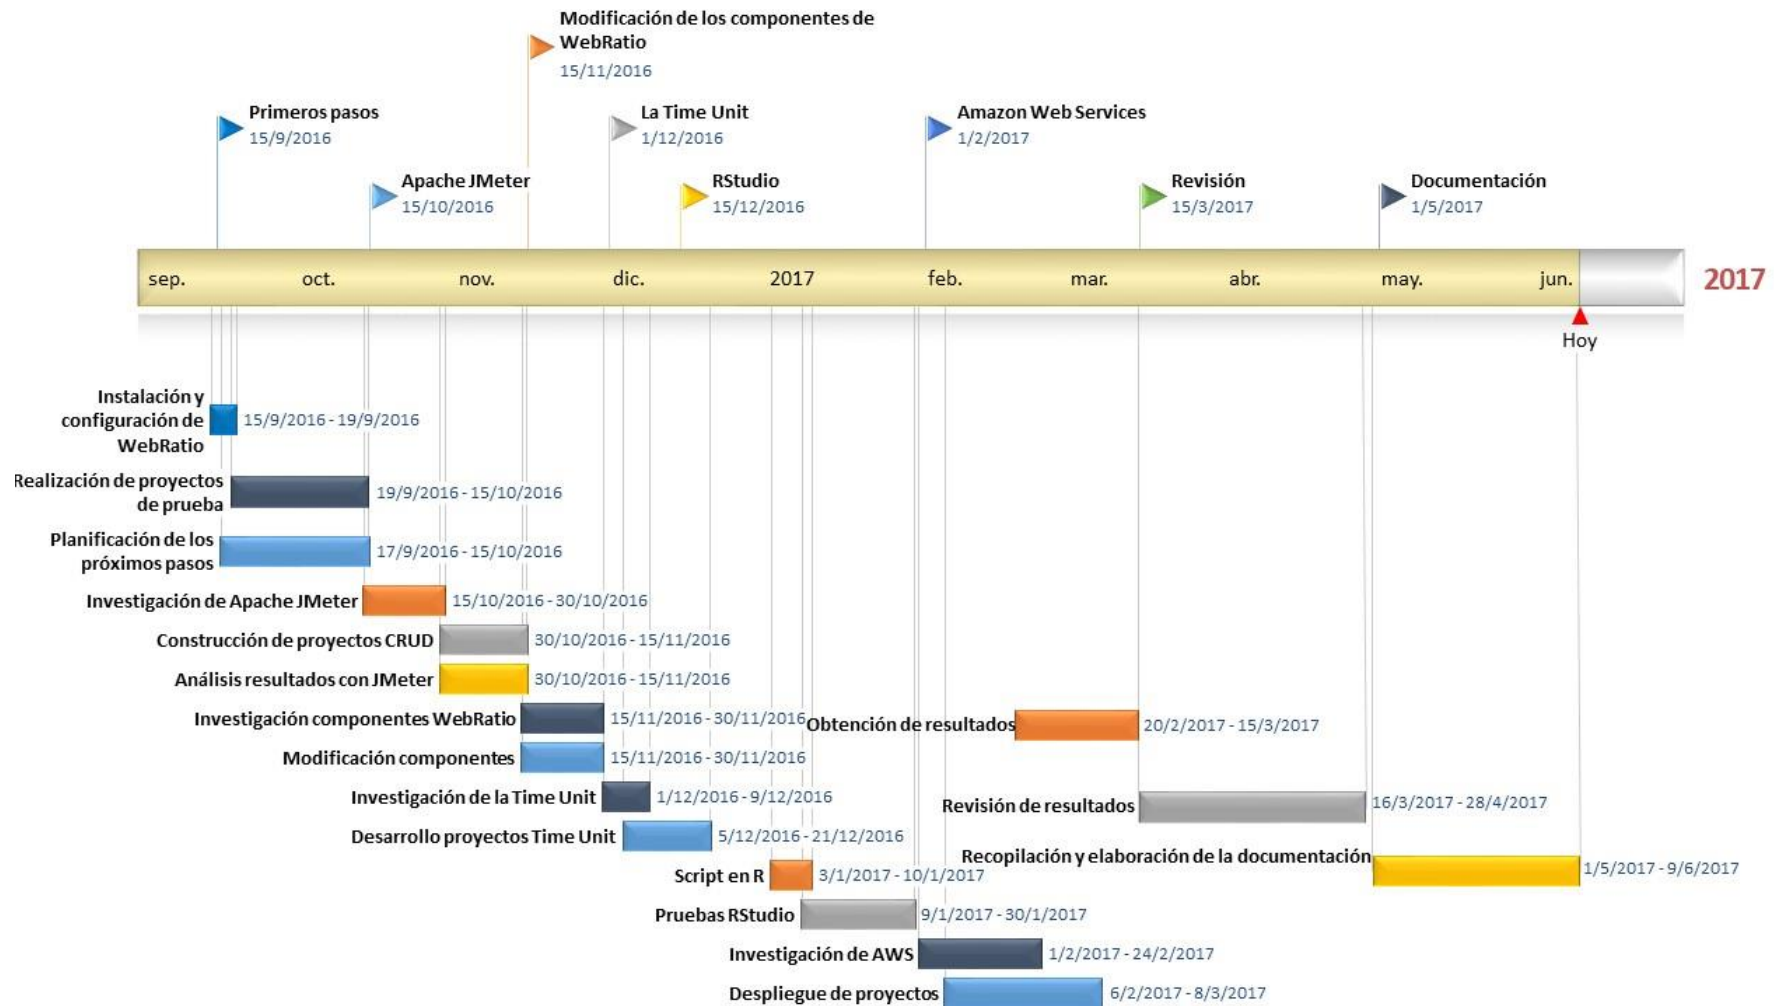 Modificación de los componentes de
WebRatio
15/11/2016
Primeros pasos
15/9/2016
La Time Unit
1/12/2016
Amazon Web Services
1/2/2017
Apache JMeter
15/10/2016
RStudio
15/12/2016
Revisión
15/3/2017
Documentación
1/5/2017
sep. oct. nov. dic. 2017 feb. mar. abr. may. jun. 2017
Hoy
Instalación y
configuración de
WebRatio
15/9/2016 - 19/9/2016
Realización de proyectos
de prueba
19/9/2016 - 15/10/2016
Planificación de los
próximos pasos
17/9/2016 - 15/10/2016
Investigación de Apache JMeter 15/10/2016 - 30/10/2016
Construcción de proyectos CRUD 30/10/2016 - 15/11/2016
Análisis resultados con JMeter 30/10/2016 - 15/11/2016
Investigación componentes WebRatio 15/11/2016 - 30/11/2016
Obtención de resultados 20/2/2017 - 15/3/2017
Modificación componentes 15/11/2016 - 30/11/2016
Investigación de la Time Unit 1/12/2016 - 9/12/2016
Revisión de resultados 16/3/2017 - 28/4/2017
Desarrollo proyectos Time Unit 5/12/2016 - 21/12/2016
Recopilación y elaboración de la documentación 1/5/2017 - 9/6/2017
Script en R 3/1/2017 - 10/1/2017
Pruebas RStudio 9/1/2017 - 30/1/2017
Investigación de AWS 1/2/2017 - 24/2/2017
Despliegue de proyectos 6/2/2017 - 8/3/2017